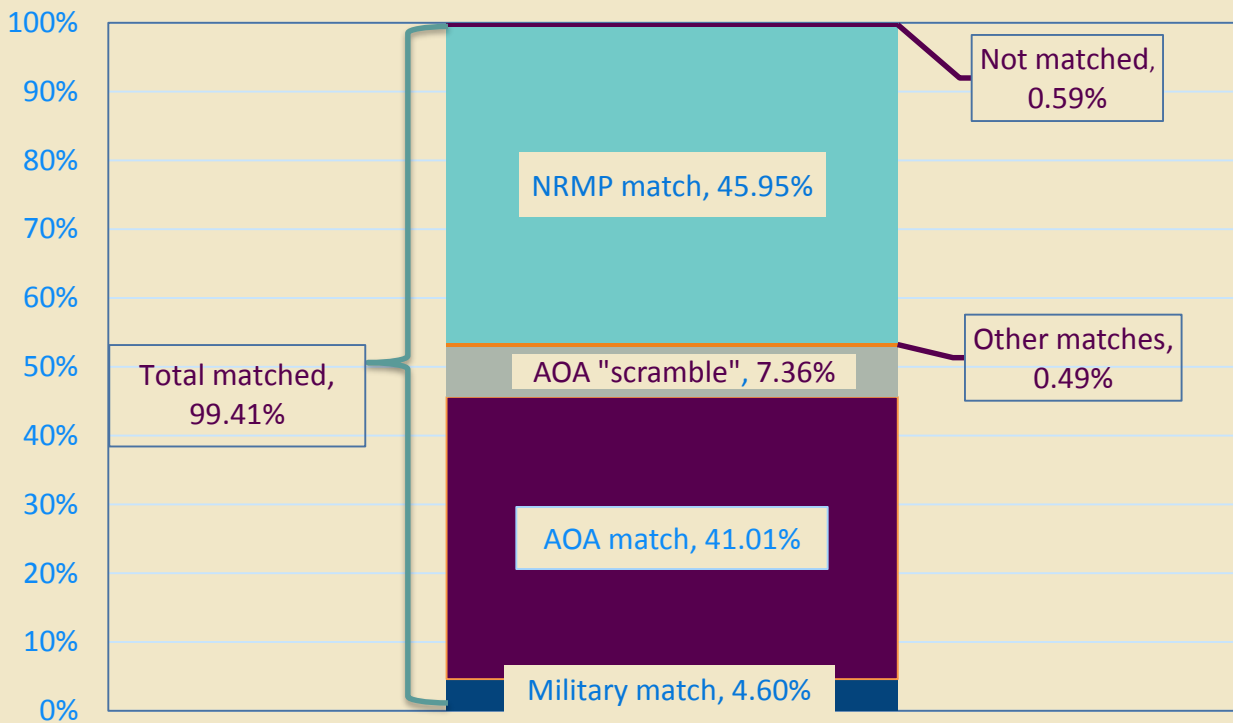 100%
90%
80%
70%
60%
50%
40%
30%
20%
10%
0%
Total matched,
99.41%
Not matched,
0.59%
NRMP match, 45.95%
Other matches,
0.49%
AOA "scramble", 7.36%
AOA match, 41.01%
Military match, 4.60%